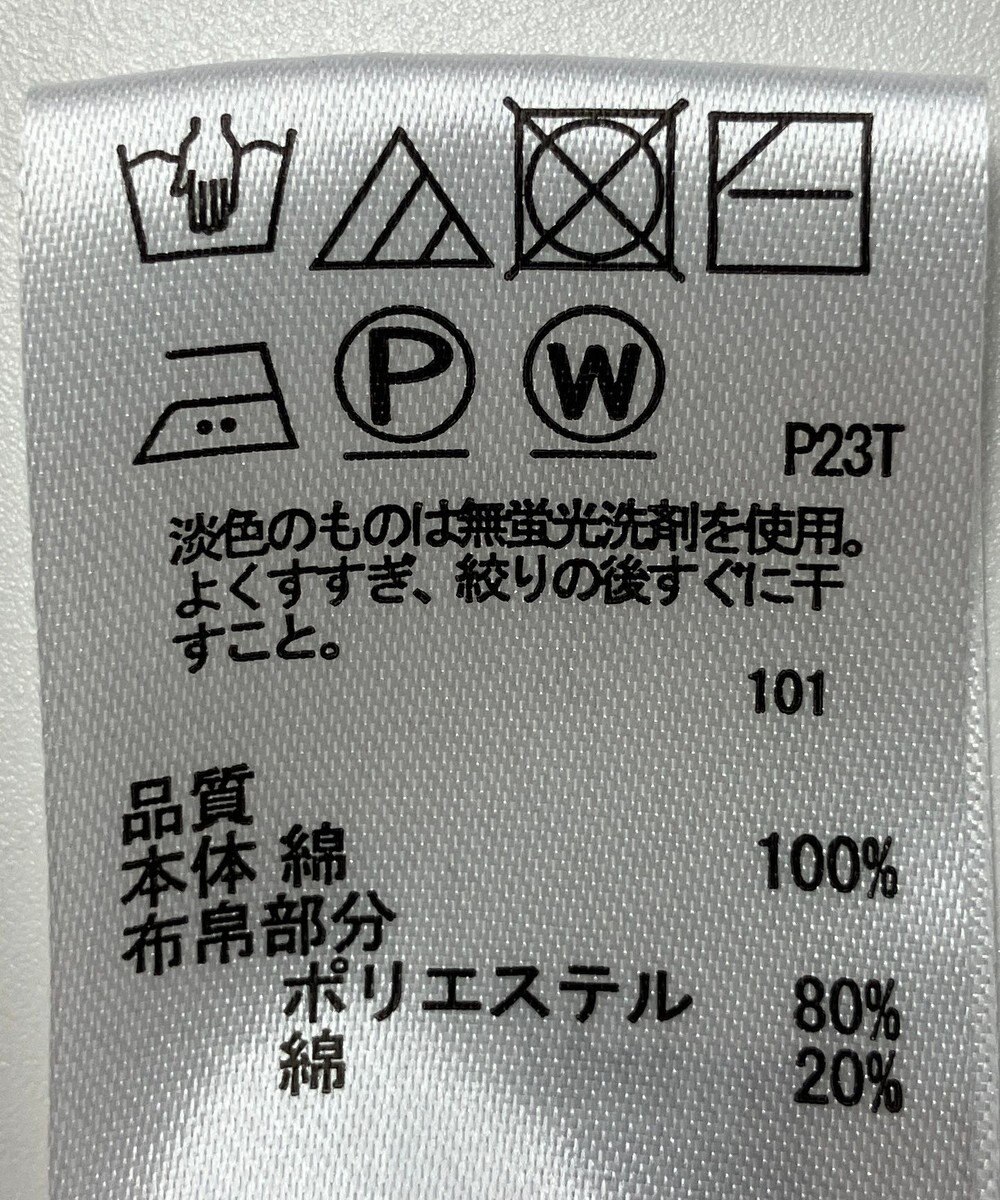 P W
P23T
淡色のものは無蛍光洗剤を使用。
よくすすぎ、絞りの後すぐに干
すこと。
101
品質
本体 綿 100%
布帛部分
ポリエステル 80%
綿 20%